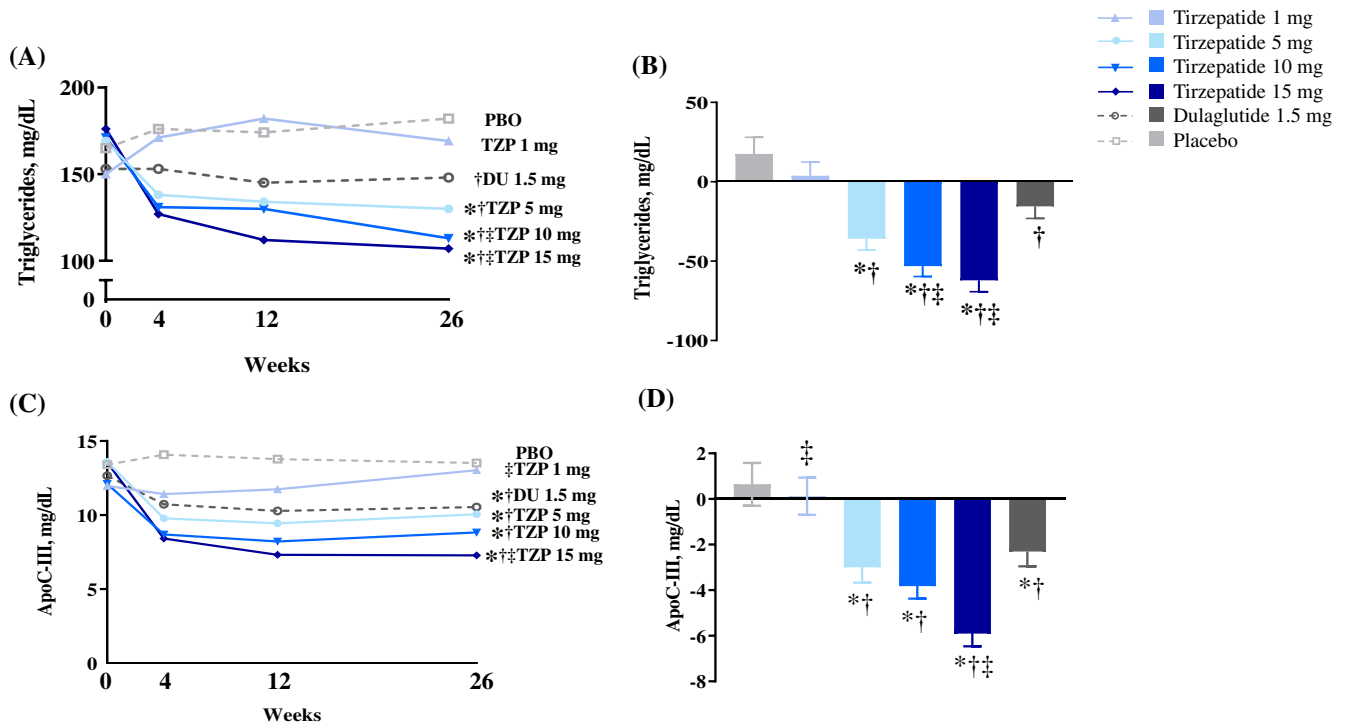 Tirzepatide 1 mg
Tirzepatide 5 mg
Tirzepatide 10 mg
Tirzepatide 15 mg
Dulaglutide 1.5 mg
Placebo
(A)
Triglycerides, mg/dL
200
150
100
0
0 4 12 26
Weeks
PBO
TZP 1 mg
†DU 1.5 mg
*†TZP 5 mg
*†‡TZP 10 mg
*†‡TZP 15 mg
(B)
Triglycerides, mg/dL
50
0
-50
-100
*†
*†‡
*†‡
†
(C)
ApoC-III, mg/dL
15
10
5
0
0 4 12 26
Weeks
PBO
‡TZP 1 mg
*†DU 1.5 mg
*†TZP 5 mg
*†TZP 10 mg
*†‡TZP 15 mg
(D)
ApoC-III, mg/dL
2
0
-2
-4
-6
-8
‡
*†
*†
*†‡
*†